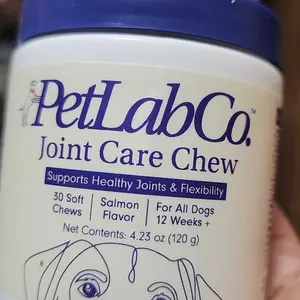 PetLabCo.™
Joint Care Chew
Supports Healthy Joints & Flexibility
30 Soft Chews
Salmon Flavor
For All Dogs 12 Weeks +
Net Contents: 4.23 oz (120 g)